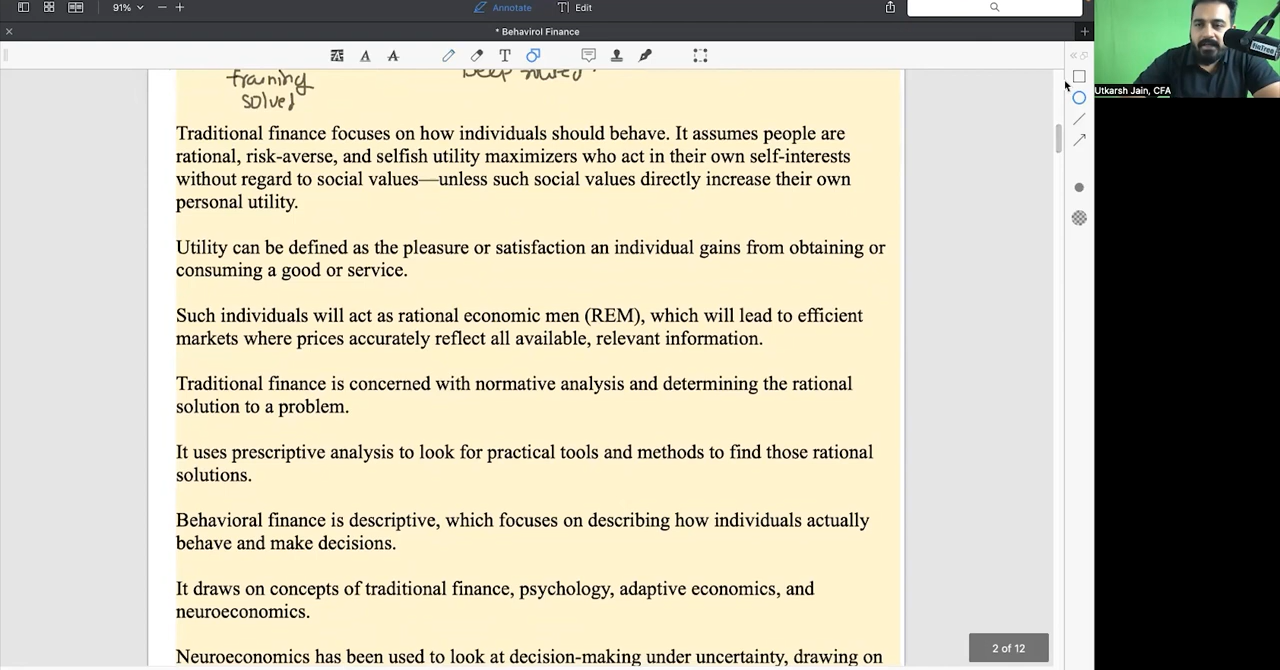 91%
Annotate
Edit
* Behavirol Finance
training
solved
Traditional finance focuses on how individuals should behave. It assumes people are
rational, risk-averse, and selfish utility maximizers who act in their own self-interests
without regard to social values—unless such social values directly increase their own
personal utility.
Utility can be defined as the pleasure or satisfaction an individual gains from obtaining or
consuming a good or service.
Such individuals will act as rational economic men (REM), which will lead to efficient
markets where prices accurately reflect all available, relevant information.
Traditional finance is concerned with normative analysis and determining the rational
solution to a problem.
It uses prescriptive analysis to look for practical tools and methods to find those rational
solutions.
Behavioral finance is descriptive, which focuses on describing how individuals actually
behave and make decisions.
It draws on concepts of traditional finance, psychology, adaptive economics, and
neuroeconomics.
Neuroeconomics has been used to look at decision-making under uncertainty, drawing on
2 of 12
FinTree
Utkarsh Jain, CFA